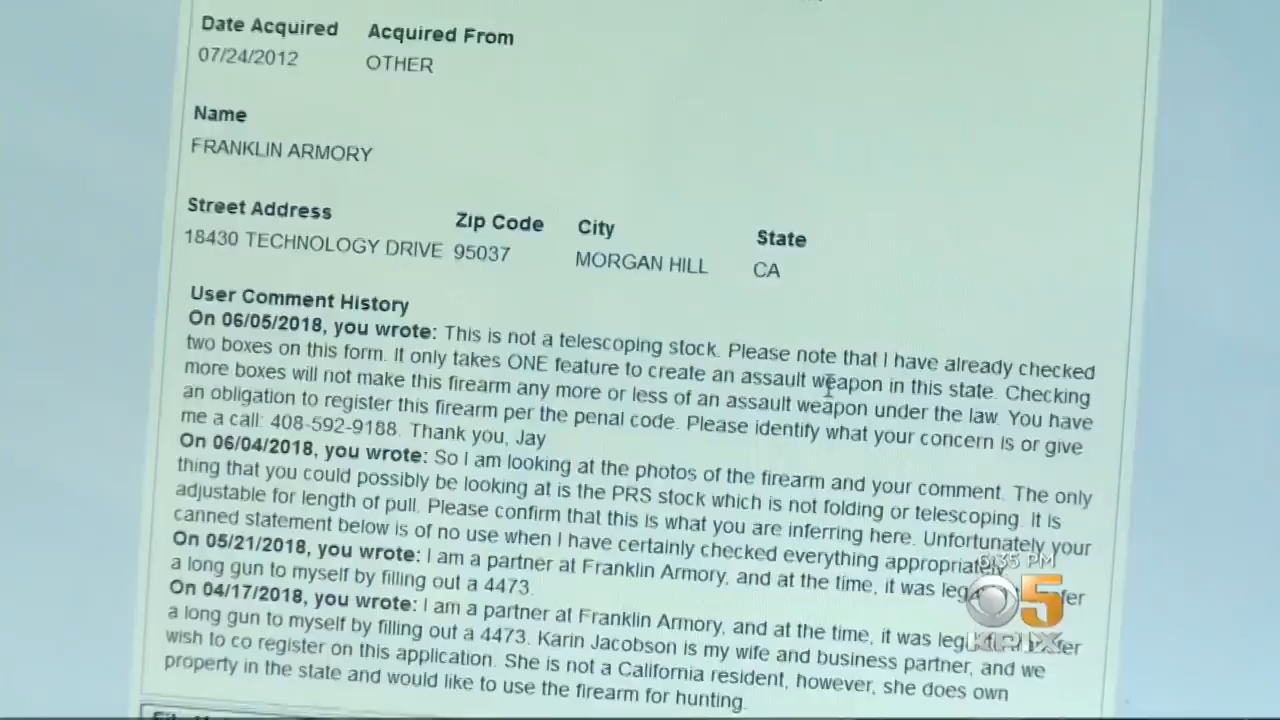 Date Acquired Acquired From
07/24/2012 OTHER
Name
FRANKLIN ARMORY
Street Address Zip Code City State
18430 TECHNOLOGY DRIVE 95037 MORGAN HILL CA
User Comment History
On 06/05/2018, you wrote: This is not a telescoping stock. Please note that I have already checked
two boxes on this form. It only takes ONE feature to create an assault weapon in this state. Checking
more boxes will not make this firearm any more or less of an assault weapon under the law. You have
an obligation to register this firearm per the penal code. Please identify what your concern is or give
me a call: 408-592-9188. Thank you, Jay
On 06/04/2018, you wrote: So I am looking at the photos of the firearm and your comment. The only
thing that you could possibly be looking at is the PRS stock which is not folding or telescoping. It is
adjustable for length of pull. Please confirm that this is what you are inferring here. Unfortunately your
canned statement below is of no use when I have certainly checked everything appropriately
On 05/21/2018, you wrote: I am a partner at Franklin Armory, and at the time, it was
a long gun to myself by filling out a 4473.
On 04/17/2018, you wrote: I am a partner at Franklin Armory, and at the time, it was
a long gun to myself by filling out a 4473. Karin Jacobson is my wife and business partner, and we
wish to co register on this application. She is not a California resident, however, she does own
property in the state and would like to use the firearm for hunting.
6:35 PM
5
KPIX